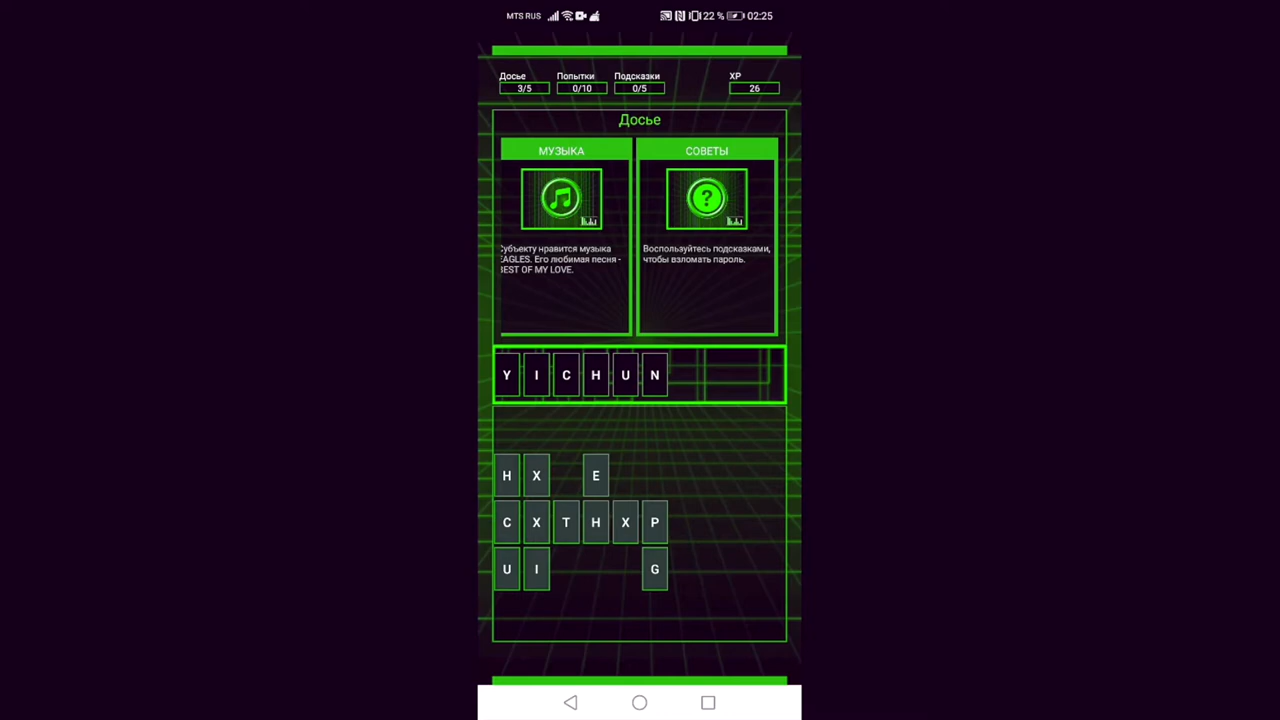 MTS RUS 22 % 02:25
Досье Попытки Подсказки XP
3/5 0/10 0/5 26
Досье
МУЗЫКА СОВЕТЫ
Субъекту нравится музыка
EAGLES. Его любимая песня -
BEST OF MY LOVE.
Воспользуйтесь подсказками,
чтобы взломать пароль.
Y I C H U N
H X E
C X T H X P
U I G